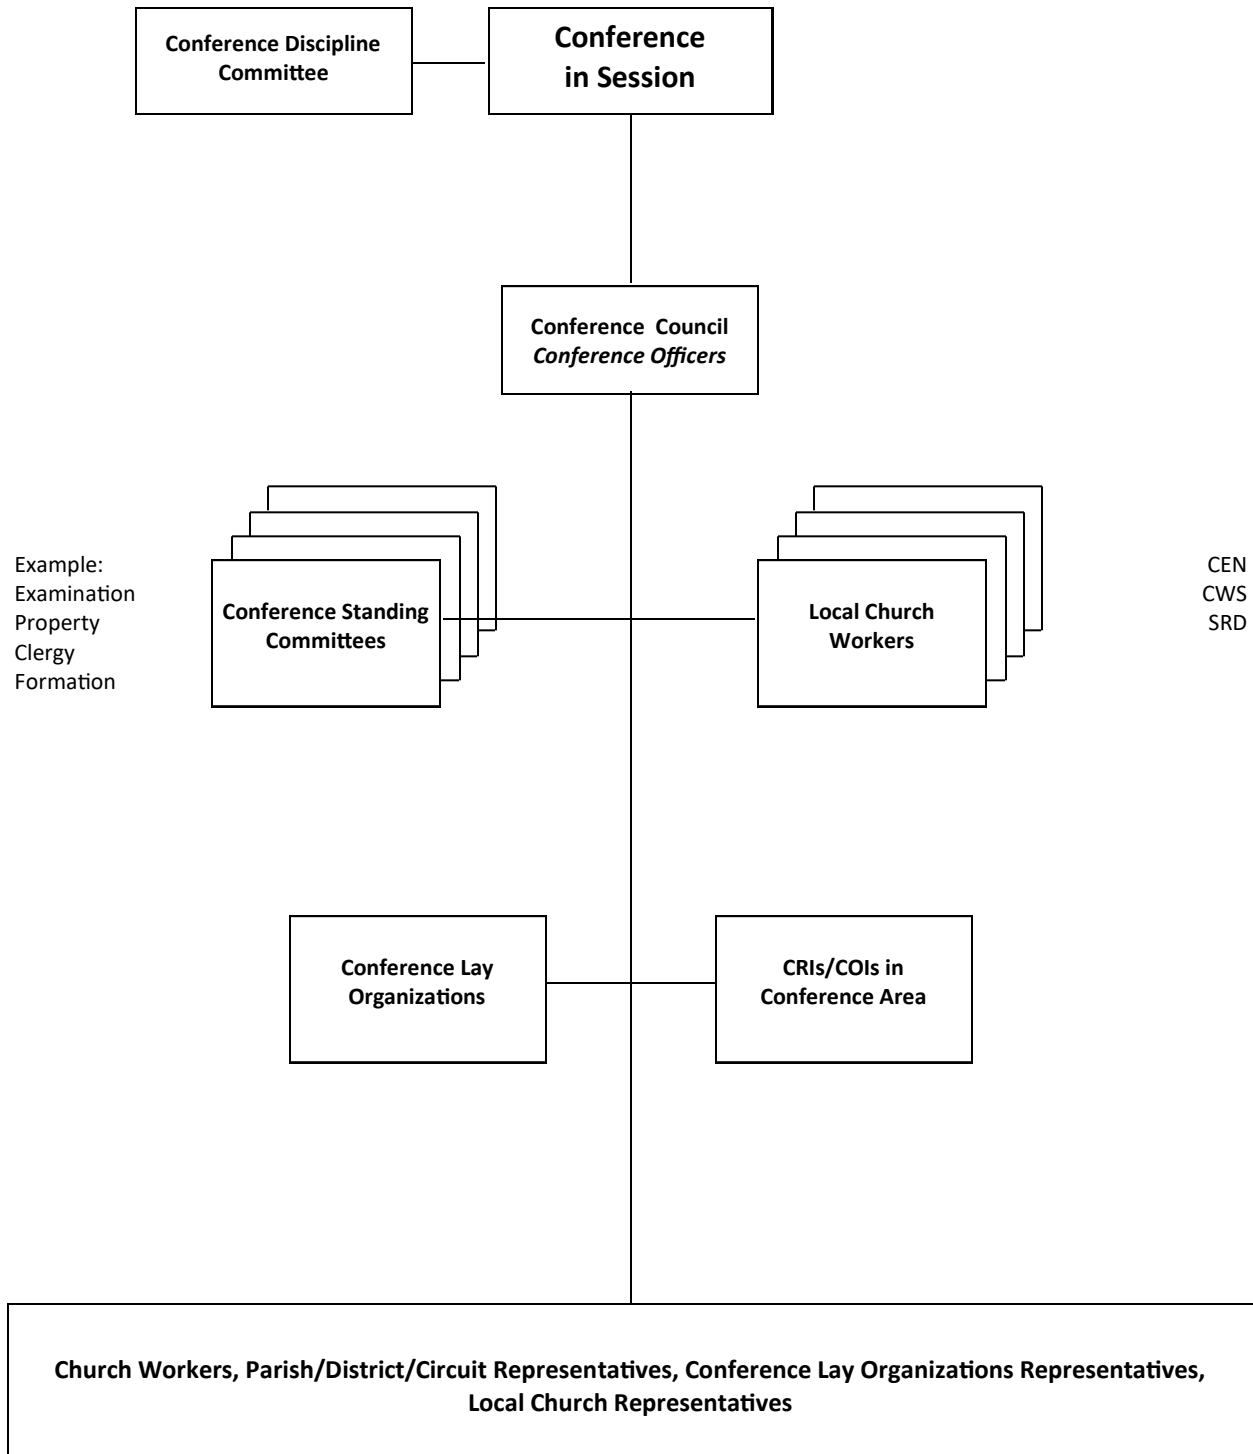 Conference Discipline
Committee
Conference
in Session
Conference Council
Conference Officers
Example:
Examination
Property
Clergy
Formation
Conference Standing
Committees
Local Church
Workers
CEN
CWS
SRD
Conference Lay
Organizations
CRIs/COIs in
Conference Area
Church Workers, Parish/District/Circuit Representatives, Conference Lay Organizations Representatives,
Local Church Representatives